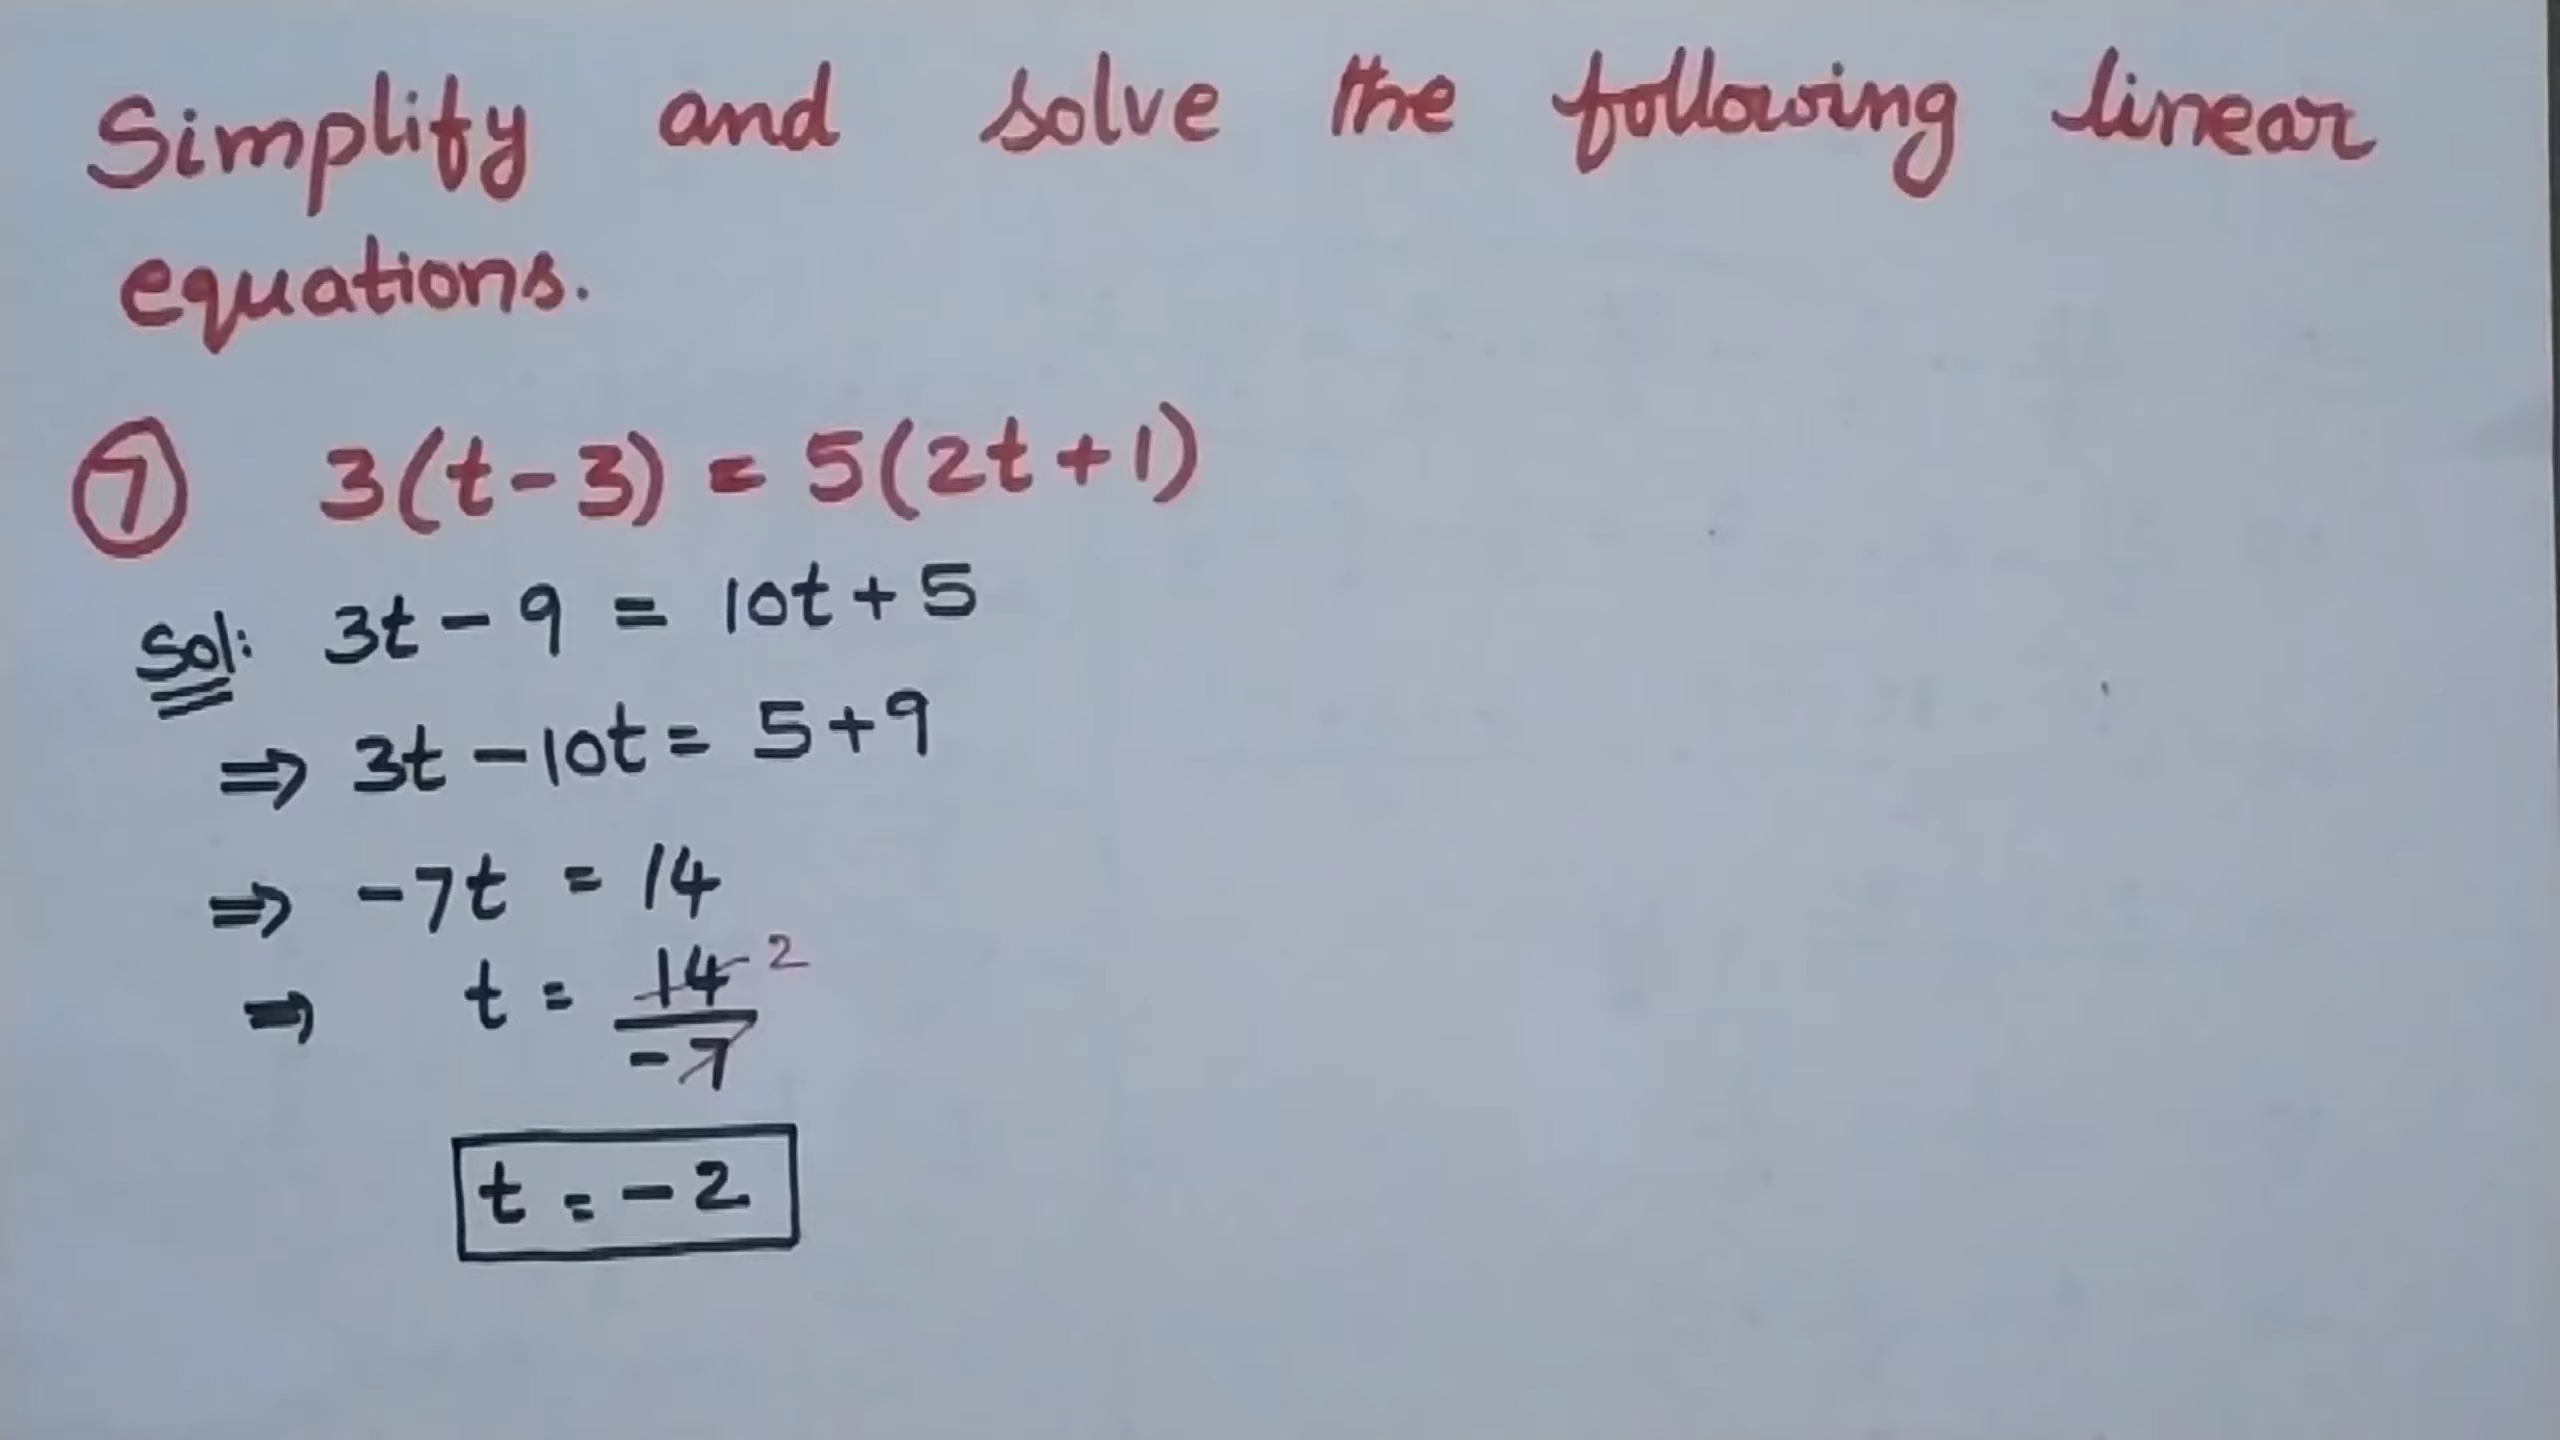 Simplify and solve the following linear
equations.
⑦ 3(t-3) = 5(2t+1)
Sol: 3t - 9 = 10t + 5
⇒ 3t - 10t = 5+9
⇒ -7t = 14
⇒ t = 14/-7 2
t = -2